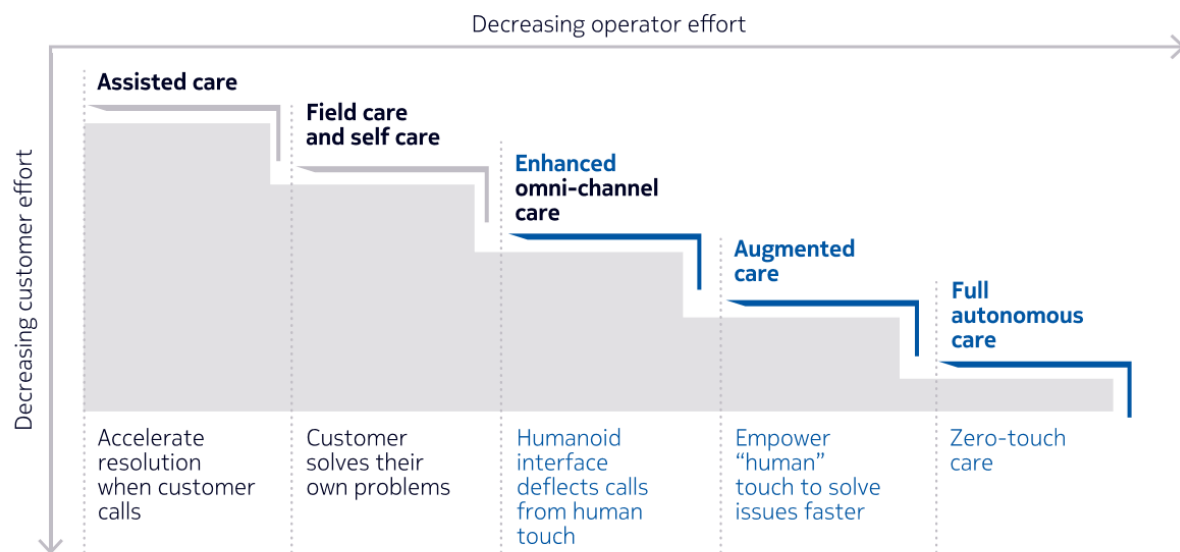 Decreasing operator effort
Decreasing customer effort
Assisted care
Field care
and self care
Enhanced
omni-channel
care
Augmented
care
Full
autonomous
care
Accelerate
resolution
when customer
calls
Customer
solves their
own problems
Humanoid
interface
deflects calls
from human
touch
Empower
“human”
touch to solve
issues faster
Zero-touch
care